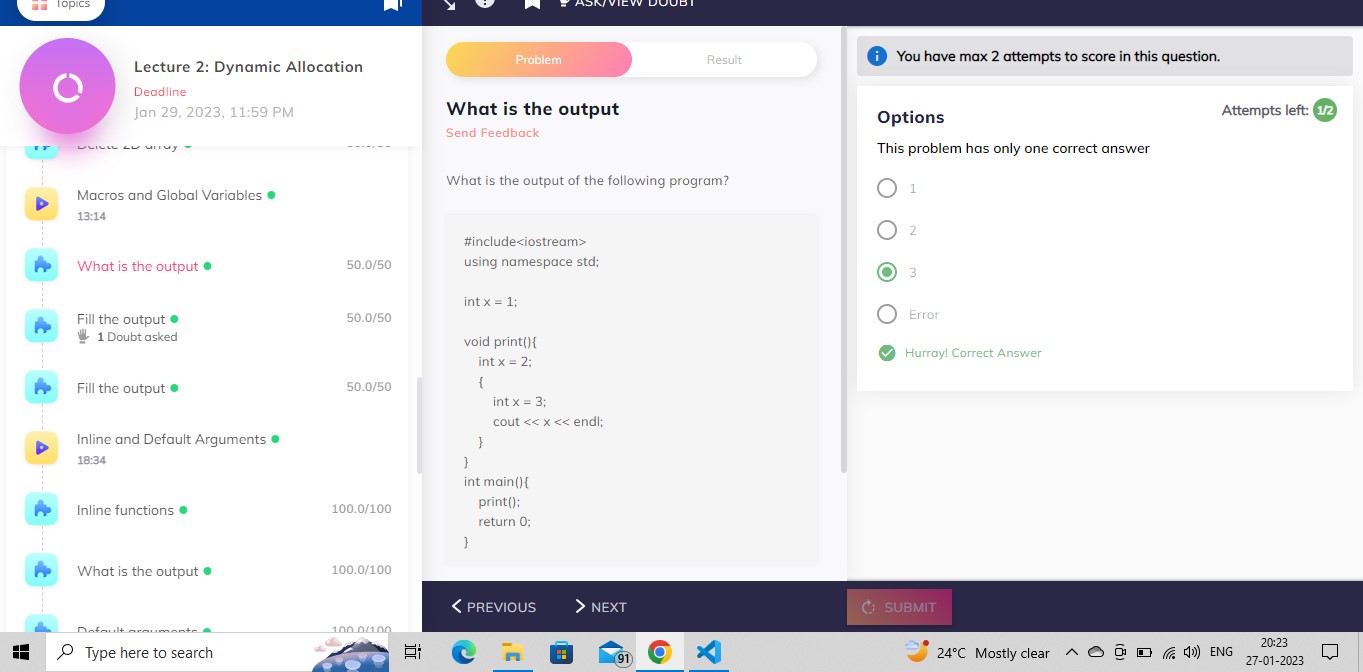 Topics
ASK/VIEW DOUBT
Lecture 2: Dynamic Allocation
Deadline
Jan 29, 2023, 11:59 PM
Delete 2D array
Macros and Global Variables
13:14
What is the output
50.0/50
Fill the output
50.0/50
1 Doubt asked
Fill the output
50.0/50
Inline and Default Arguments
18:34
Inline functions
100.0/100
What is the output
100.0/100
Default arguments
100.0/100
Problem
Result
What is the output
Send Feedback
What is the output of the following program?
#include<iostream>
using namespace std;
int x = 1;
void print(){
int x = 2;
{
int x = 3;
cout << x << endl;
}
}
int main(){
print();
return 0;
}
PREVIOUS
NEXT
You have max 2 attempts to score in this question.
Options
Attempts left: 1/2
This problem has only one correct answer
1
2
3
Error
Hurray! Correct Answer
SUBMIT
Type here to search
91
24°C Mostly clear
ENG
20:23
27-01-2023